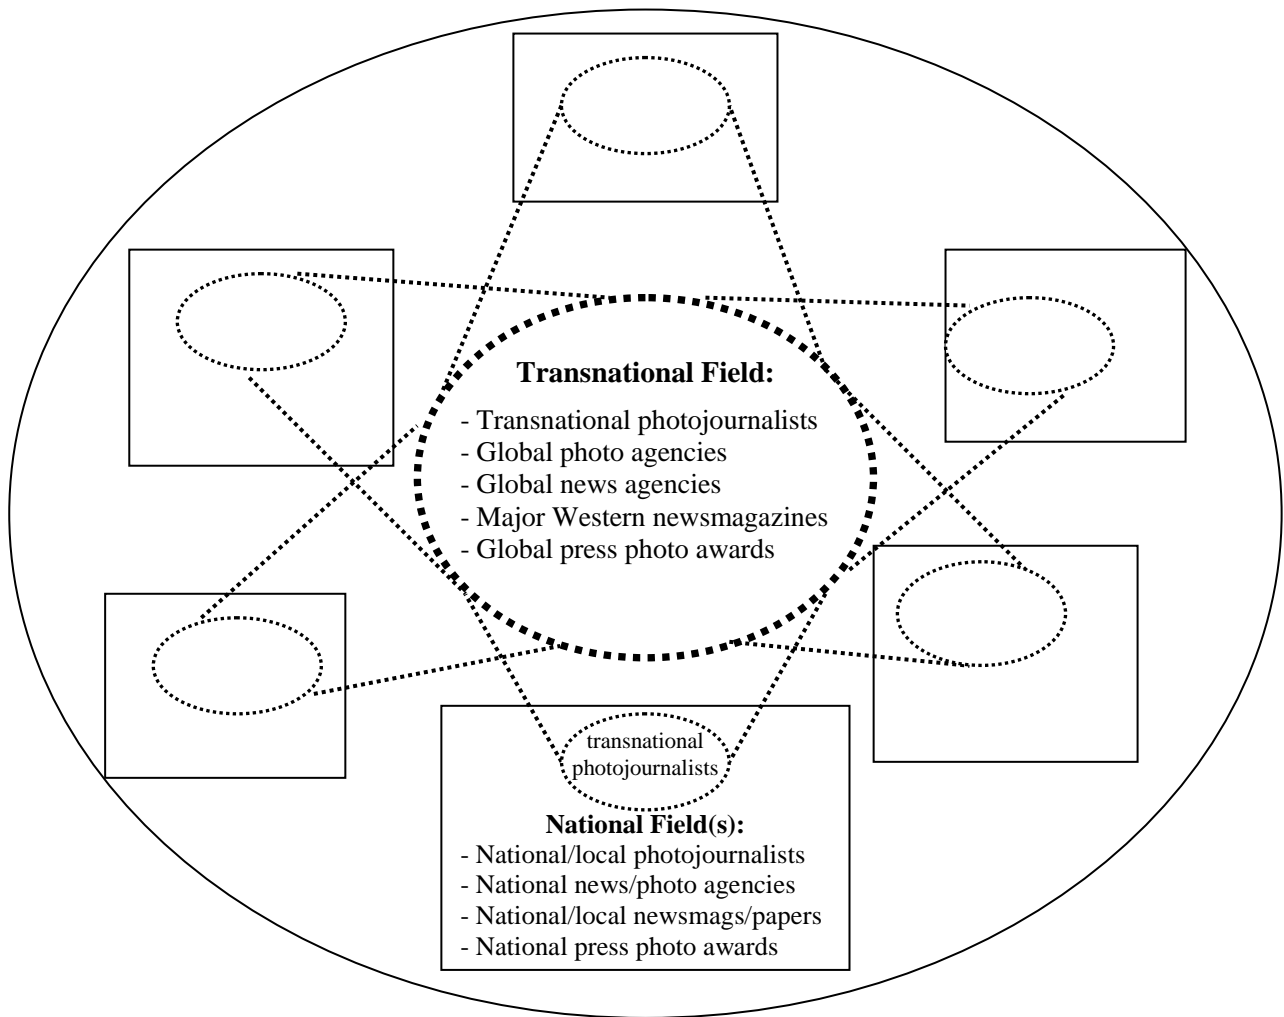 Transnational Field:
- Transnational photojournalists
- Global photo agencies
- Global news agencies
- Major Western newsmagazines
- Global press photo awards
transnational
photojournalists
National Field(s):
- National/local photojournalists
- National news/photo agencies
- National/local newsmags/papers
- National press photo awards